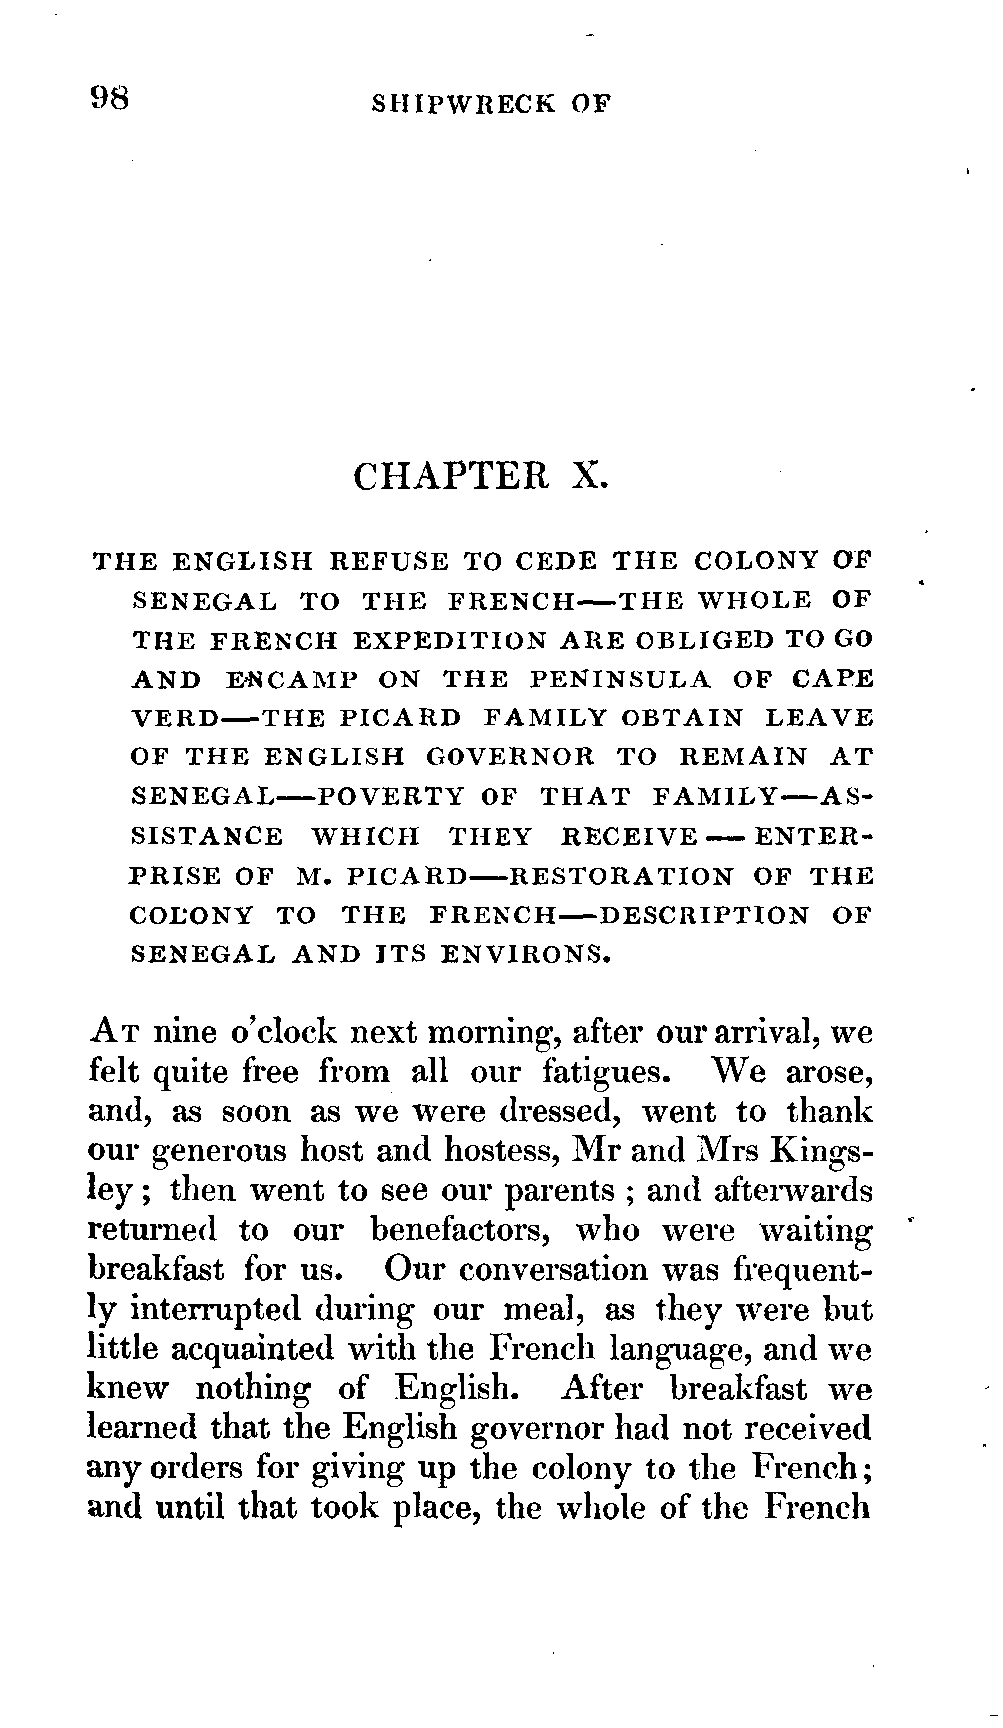 98
SHIPWRECK OF
CHAPTER X.
THE ENGLISH REFUSE TO CEDE THE COLONY OF
SENEGAL TO THE FRENCH—THE WHOLE OF
THE FRENCH EXPEDITION ARE OBLIGED TO GO
AND ENCAMP ON THE PENINSULA OF CAPE
VERD—THE PICARD FAMILY OBTAIN LEAVE
OF THE ENGLISH GOVERNOR TO REMAIN AT
SENEGAL—POVERTY OF THAT FAMILY—AS-
SISTANCE WHICH THEY RECEIVE — ENTER-
PRISE OF M. PICARD—RESTORATION OF THE
COLONY TO THE FRENCH—DESCRIPTION OF
SENEGAL AND ITS ENVIRONS.
AT nine o'clock next morning, after our arrival, we
felt quite free from all our fatigues. We arose,
and, as soon as we were dressed, went to thank
our generous host and hostess, Mr and Mrs Kings-
ley ; then went to see our parents ; and afterwards
returned to our benefactors, who were waiting
breakfast for us. Our conversation was frequent-
ly interrupted during our meal, as they were but
little acquainted with the French language, and we
knew nothing of English. After breakfast we
learned that the English governor had not received
any orders for giving up the colony to the French;
and until that took place, the whole of the French